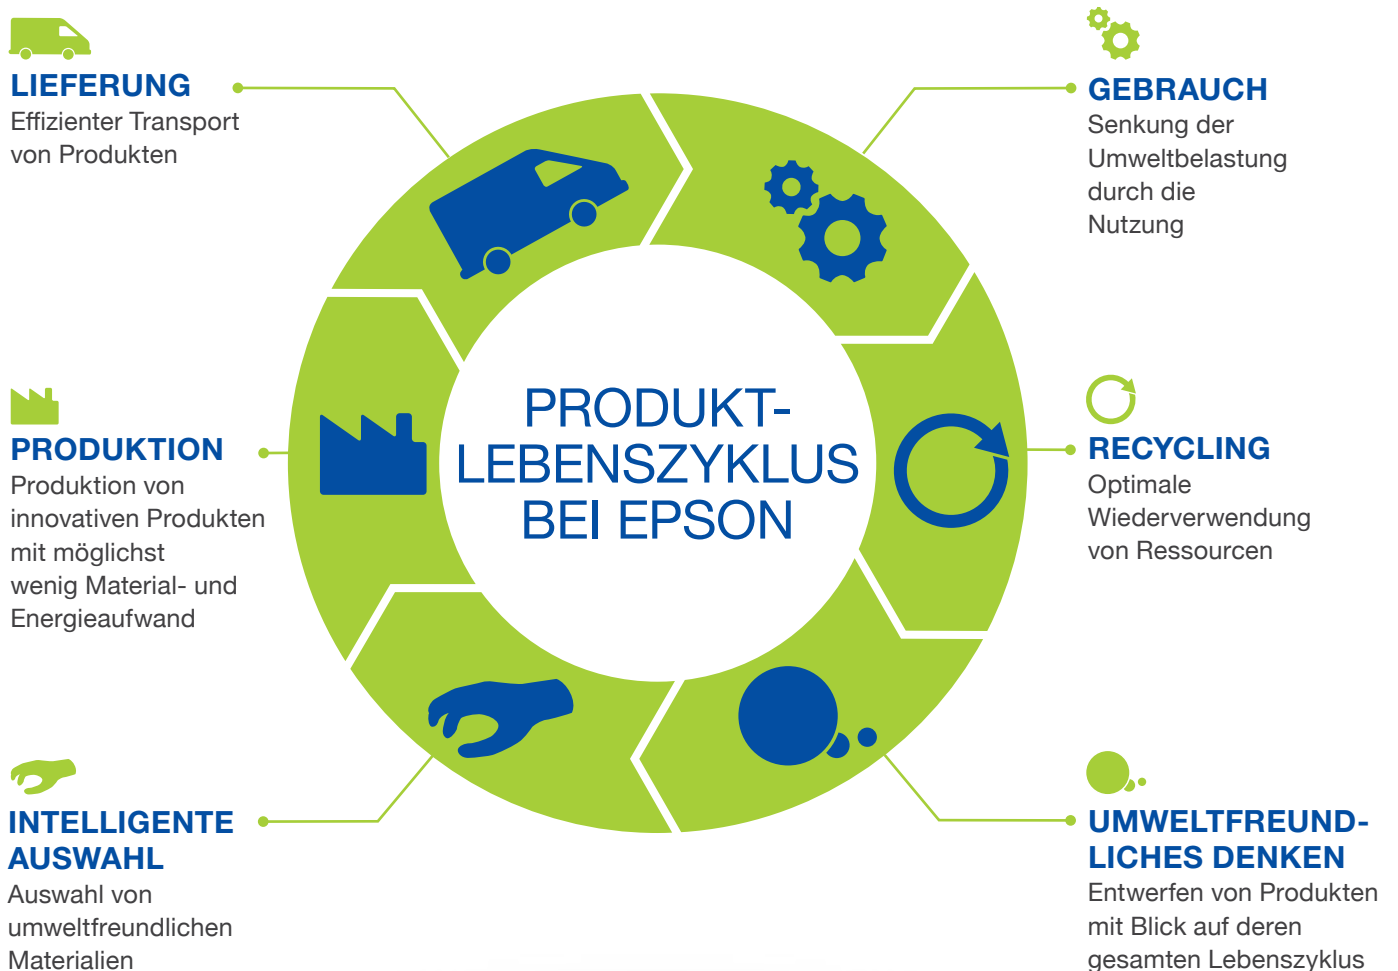 LIEFERUNG
Effizienter Transport
von Produkten
GEBRAUCH
Senkung der
Umweltbelastung
durch die
Nutzung
PRODUKT-
LEBENSZYKLUS
BEI EPSON
PRODUKTION
Produktion von
innovativen Produkten
mit möglichst
wenig Material- und
Energieaufwand
RECYCLING
Optimale
Wiederverwendung
von Ressourcen
INTELLIGENTE
AUSWAHL
Auswahl von
umweltfreundlichen
Materialien
UMWELTFREUND-
LICHES DENKEN
Entwerfen von Produkten
mit Blick auf deren
gesamten Lebenszyklus